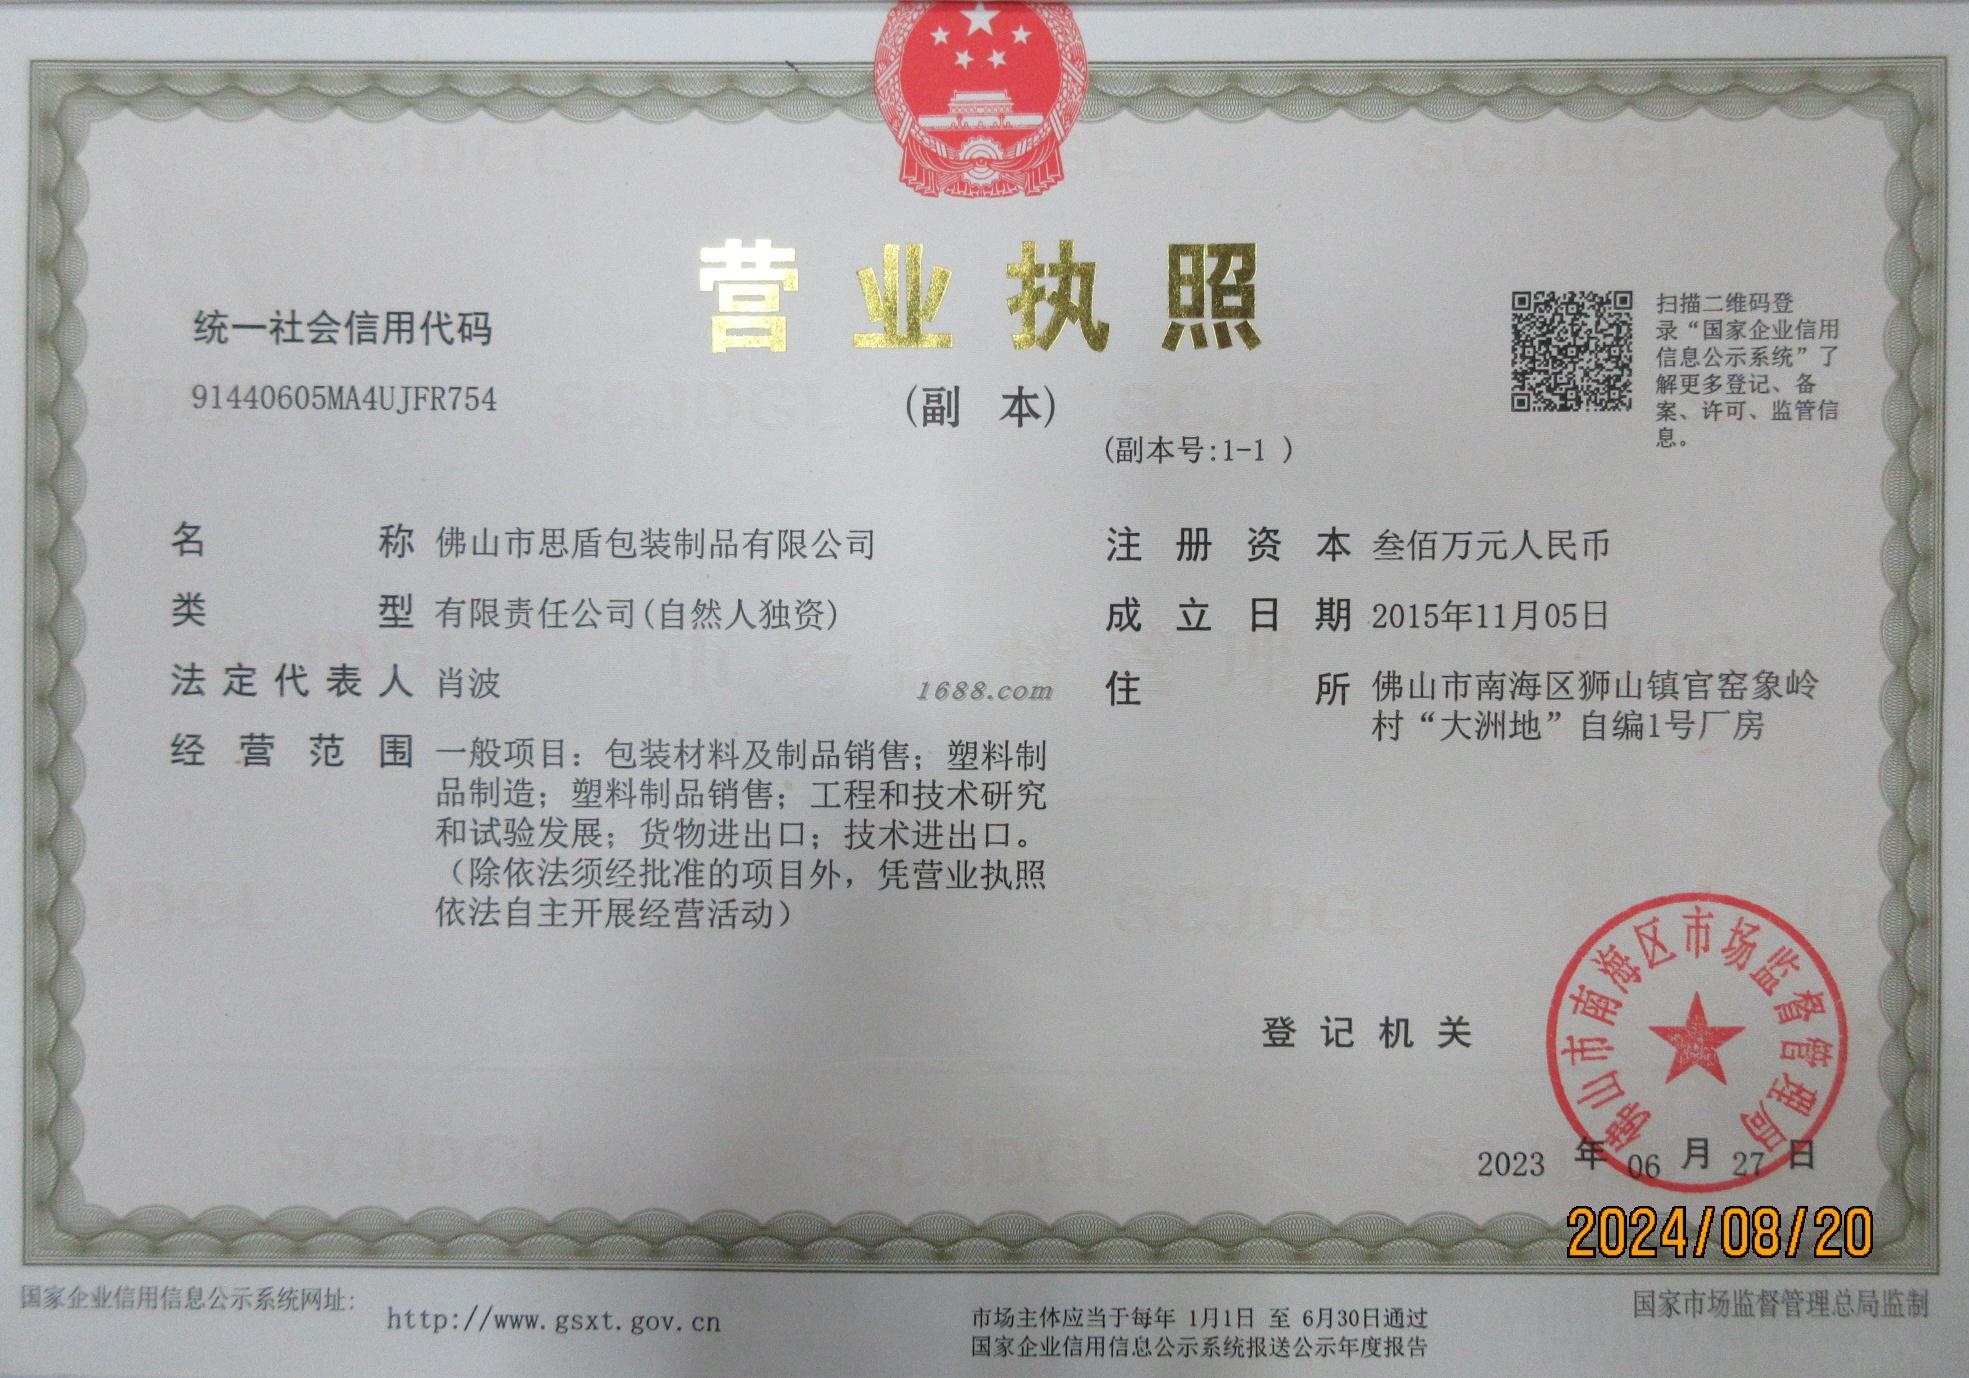 营业执照
(副 本)
(副本号:1-1 )
统一社会信用代码
91440605MA4UJFR754
扫描二维码登
录“国家企业信用
信息公示系统”了
解更多登记、备
案、许可、监管信
息。
名 称 佛山市思盾包装制品有限公司
类 型 有限责任公司(自然人独资)
法定代表人 肖波
经营范围 一般项目：包装材料及制品销售；塑料制
品制造；塑料制品销售；工程和技术研究
和试验发展；货物进出口；技术进出口。
（除依法须经批准的项目外，凭营业执照
依法自主开展经营活动）
1688.com
注册资本 叁佰万元人民币
成立日期 2015年11月05日
住 所 佛山市南海区狮山镇官窑象岭
村“大洲地”自编1号厂房
登记机关
佛山市南海区市场监督管理局
2023 年 06 月 27 日
2024/08/20
国家企业信用信息公示系统网址:
http://www.gsxt.gov.cn
市场主体应当于每年 1月1日 至 6月30日通过
国家企业信用信息公示系统报送公示年度报告
国家市场监督管理总局监制